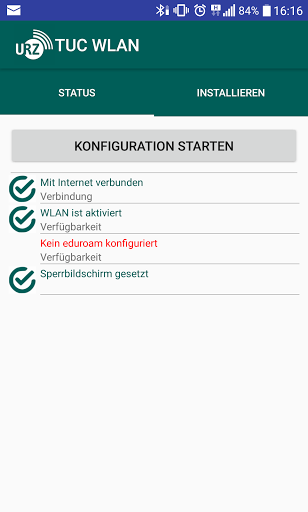 84% 16:16
URZ TUC WLAN
STATUS INSTALLIEREN
KONFIGURATION STARTEN
Mit Internet verbunden
Verbindung
WLAN ist aktiviert
Verfügbarkeit
Kein eduroam konfiguriert
Verfügbarkeit
Sperrbildschirm gesetzt